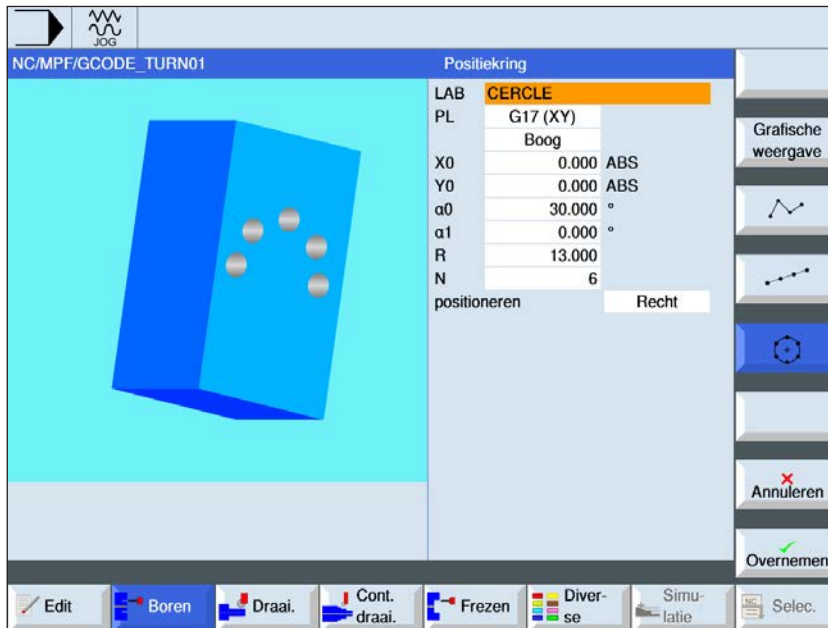 JOG
NC/MPF/GCODE_TURN01
Positiekring
LAB CERCLE
PL G17 (XY)
Boog
X0 0.000 ABS
Y0 0.000 ABS
α0 30.000 °
α1 0.000 °
R 13.000
N 6
positioneren Recht
Grafische
weergave
Annuleren
Overnemen
Edit
Boren
Draai.
Cont.
draai.
Frezen
Diver-
se
Simu-
latie
NC
Selec.